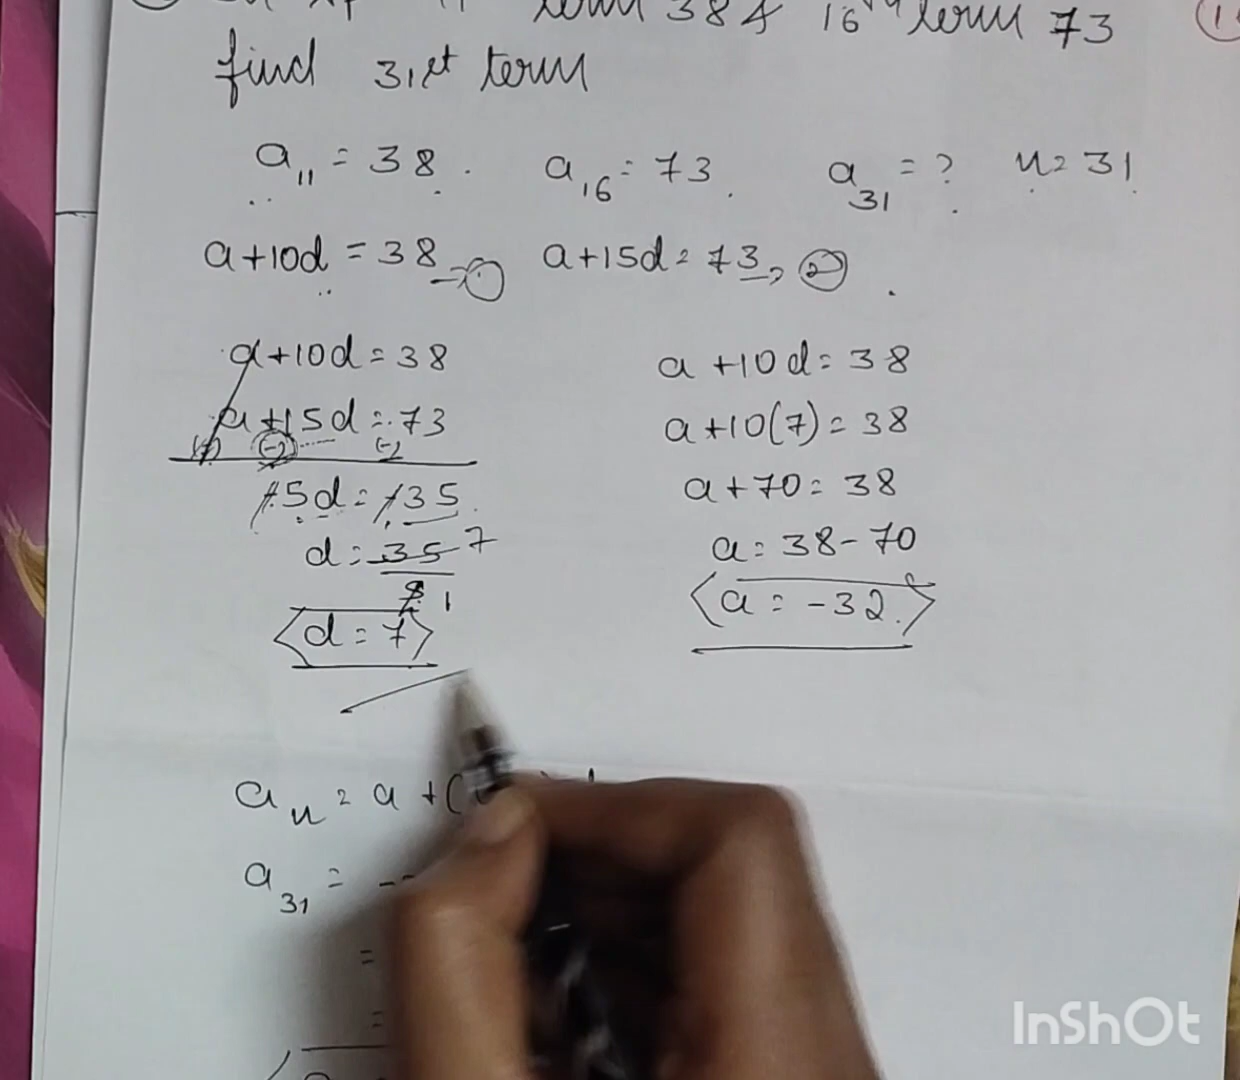 term 38 & 16th term 73
find 31st term
a11 = 38. a16 = 73. a31 = ? n = 31
a+10d = 38 -① a+15d = 73, ②
a+10d = 38 a+10d = 38
a+15d = 73 a+10(7) = 38
(-) (-) (-)
-5d = -35 a+70 = 38
d = 35 7 a = 38-70
5 1
d = 7 a = -32
an = a + (
a31 = -
=
=
InShOt